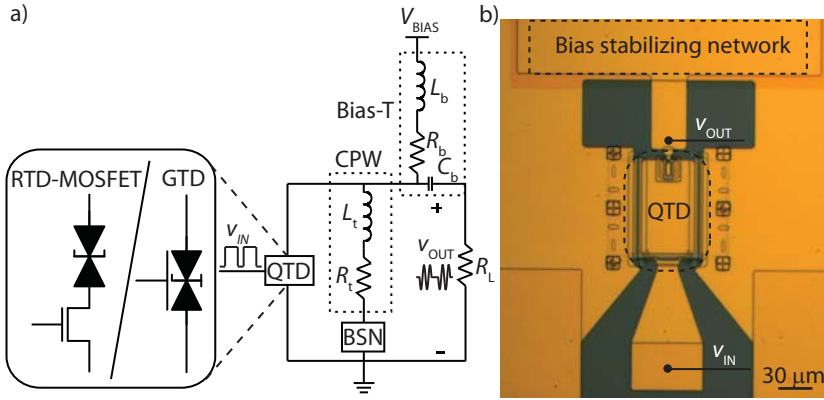 a)
V_BIAS
L_b
Bias-T
R_b
C_b
CPW
RTD-MOSFET
GTD
L_t
v_IN
+
QTD
v_OUT
R_t
R_L
BSN
-
b)
Bias stabilizing network
v_OUT
QTD
v_IN
30 μm